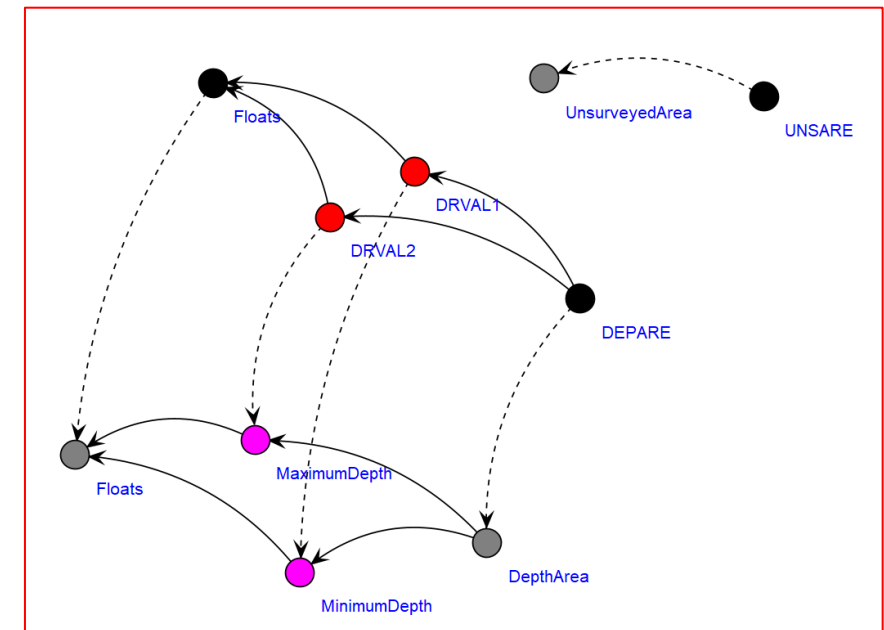 Floats
UnsurveyedArea
UNSARE
DRVAL1
DRVAL2
DEPARE
MaximumDepth
Floats
DepthArea
MinimumDepth